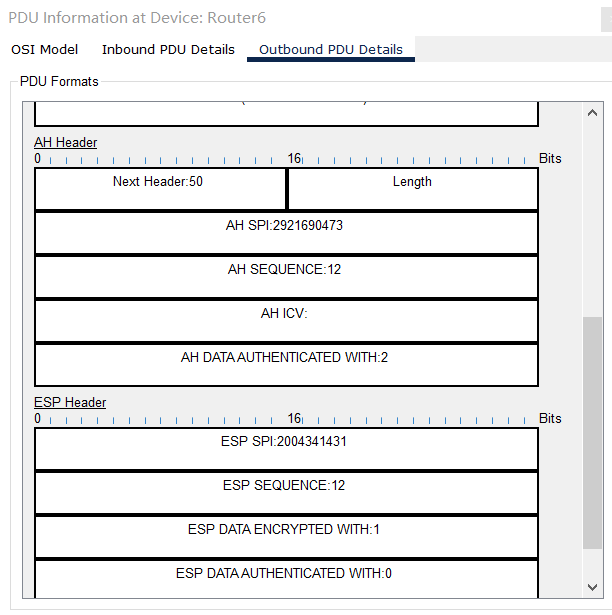 PDU Information at Device: Router6
OSI Model Inbound PDU Details Outbound PDU Details
PDU Formats
AH Header
0 16 Bits
Next Header:50 Length
AH SPI:2921690473
AH SEQUENCE:12
AH ICV:
AH DATA AUTHENTICATED WITH:2
ESP Header
0 16 Bits
ESP SPI:2004341431
ESP SEQUENCE:12
ESP DATA ENCRYPTED WITH:1
ESP DATA AUTHENTICATED WITH:0